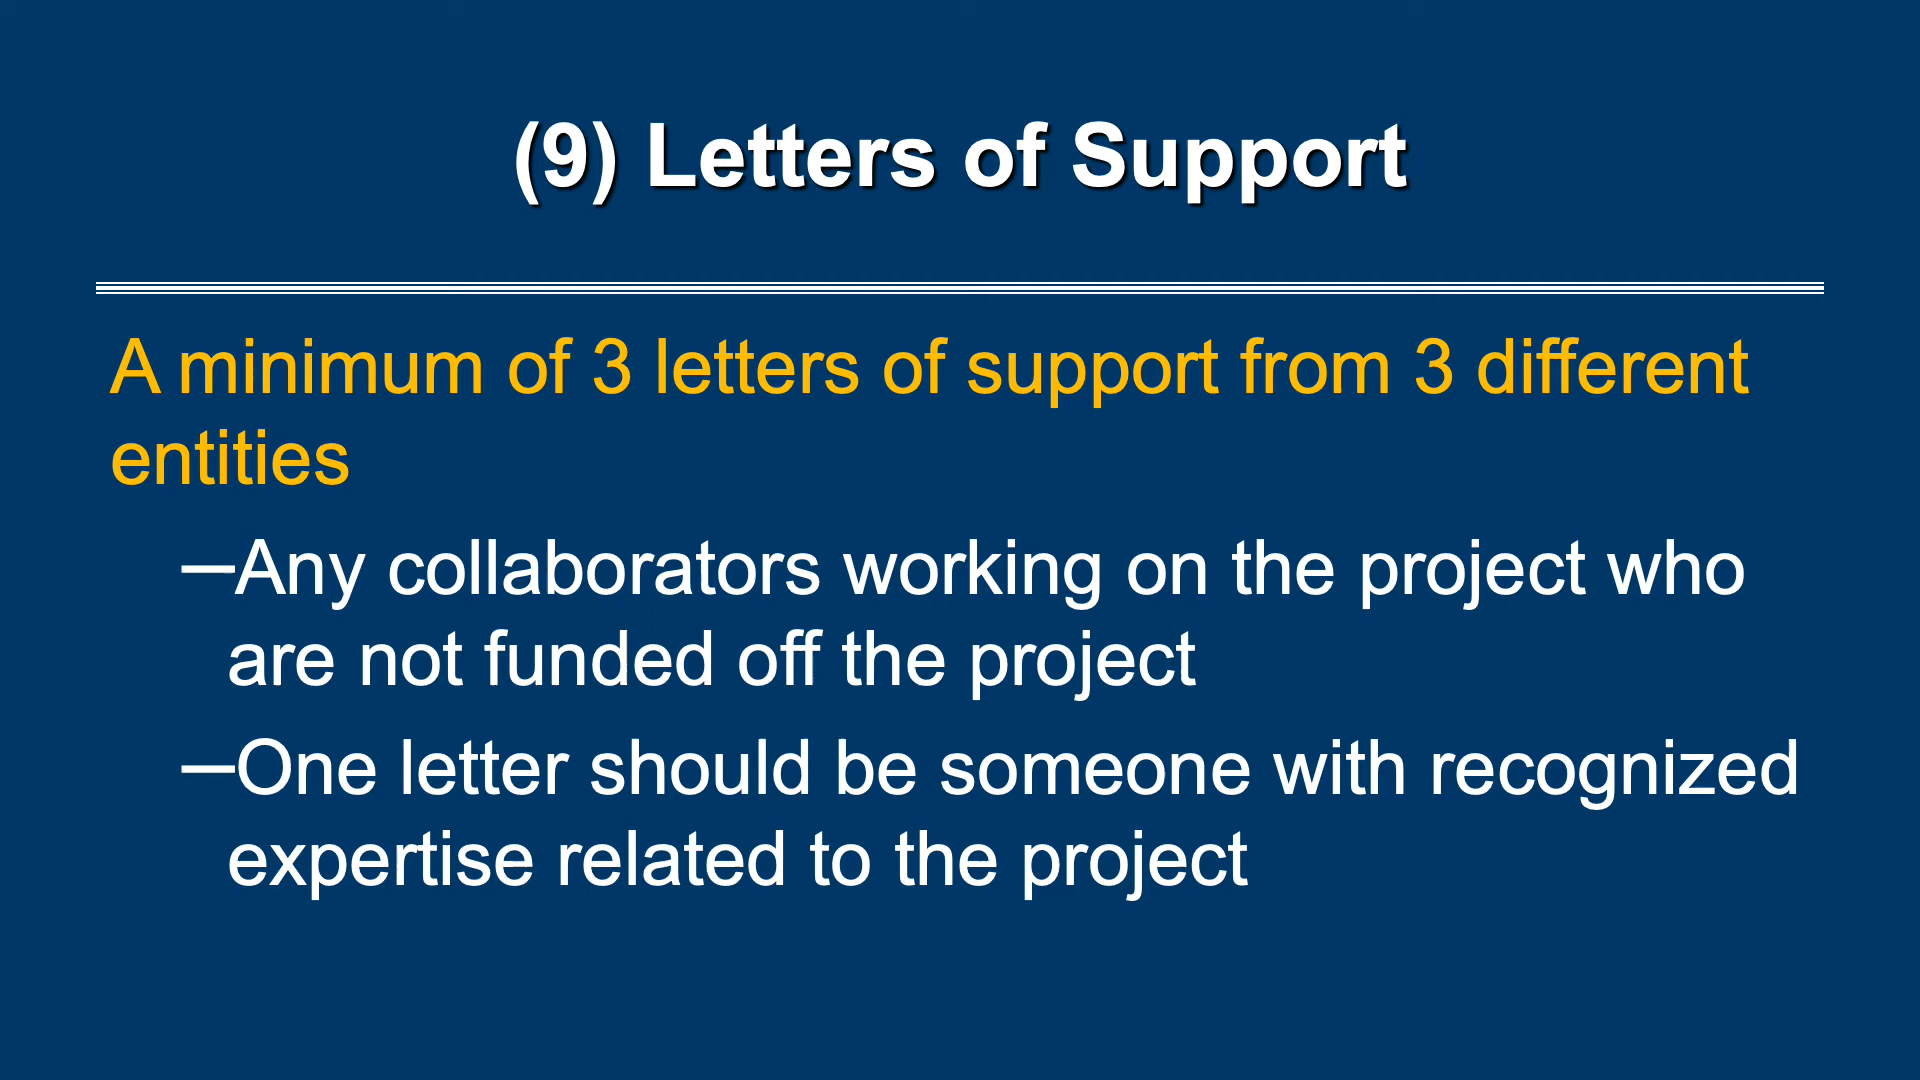 (9) Letters of Support
A minimum of 3 letters of support from 3 different
entities
–Any collaborators working on the project who
are not funded off the project
–One letter should be someone with recognized
expertise related to the project